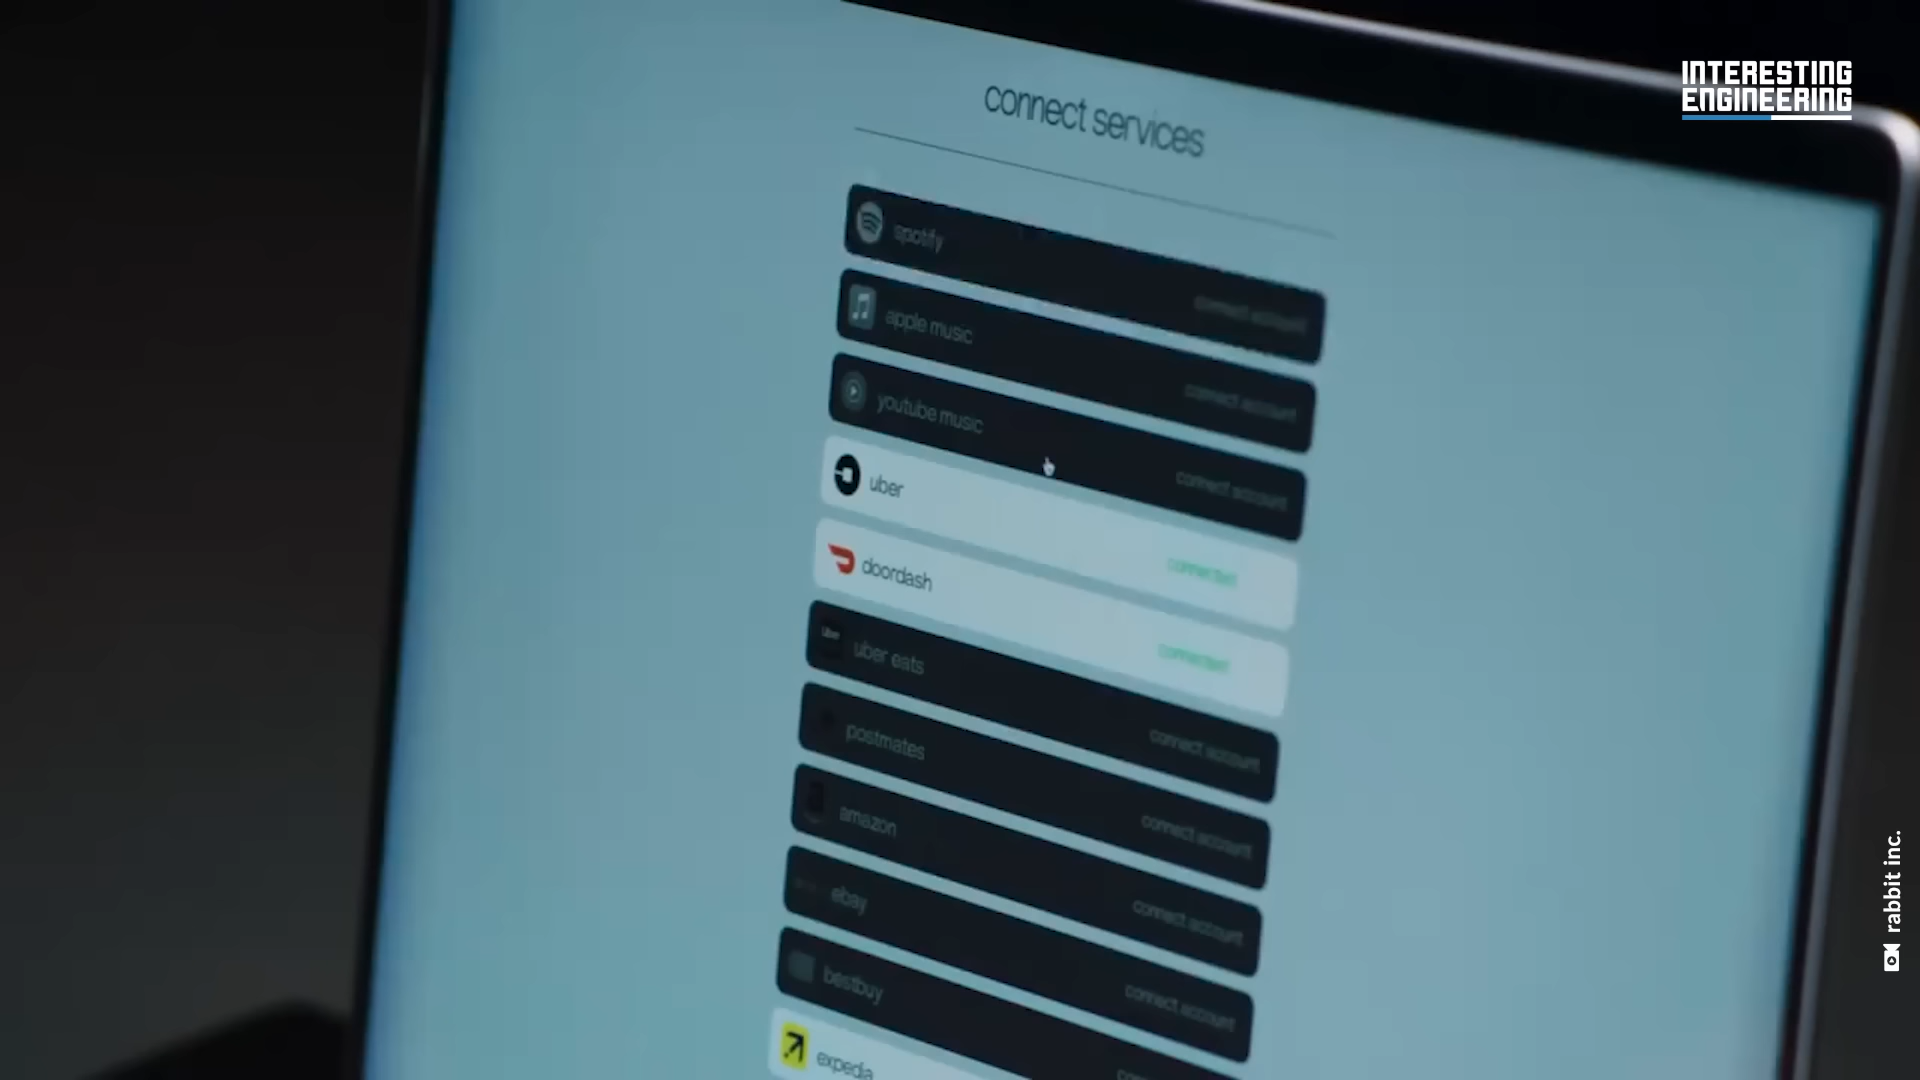 INTERESTING
ENGINEERING
connect services
spotify
connect account
apple music
connect account
youtube music
connect account
uber
connected
doordash
connected
uber eats
connect account
postmates
connect account
amazon
connect account
ebay
connect account
bestbuy
expedia
rabbit inc.